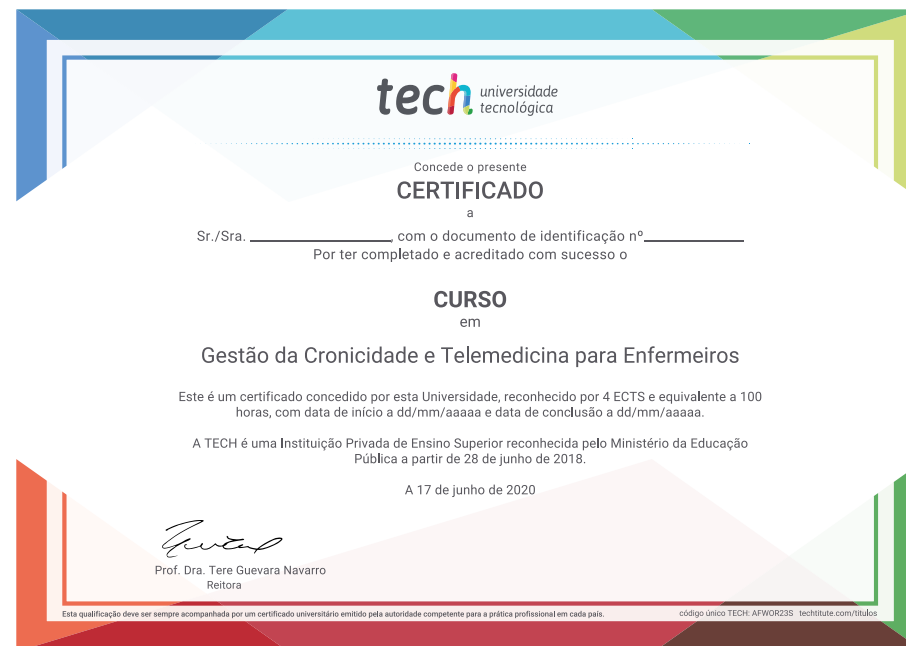 tech universidade
tecnológica
Concede o presente
CERTIFICADO
a
Sr./Sra. , com o documento de identificação nº
Por ter completado e acreditado com sucesso o
CURSO
em
Gestão da Cronicidade e Telemedicina para Enfermeiros
Este é um certificado concedido por esta Universidade, reconhecido por 4 ECTS e equivalente a 100
horas, com data de início a dd/mm/aaaaa e data de conclusão a dd/mm/aaaaa.
A TECH é uma Instituição Privada de Ensino Superior reconhecida pelo Ministério da Educação
Pública a partir de 28 de junho de 2018.
A 17 de junho de 2020
Prof. Dra. Tere Guevara Navarro
Reitora
Esta qualificação deve ser sempre acompanhada por um certificado universitário emitido pela autoridade competente para a prática profissional em cada país. código único TECH: AFWOR23S techtitute.com/titulos